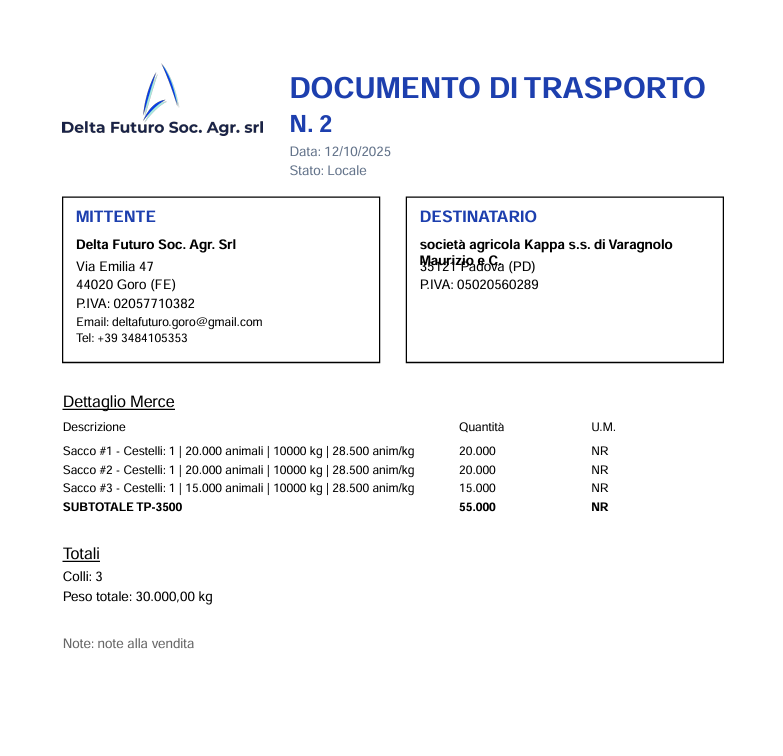 Delta Futuro Soc. Agr. srl
DOCUMENTO DI TRASPORTO
N. 2
Data: 12/10/2025
Stato: Locale
MITTENTE
Delta Futuro Soc. Agr. Srl
Via Emilia 47
44020 Goro (FE)
P.IVA: 02057710382
Email: deltafuturo.goro@gmail.com
Tel: +39 3484105353
DESTINATARIO
società agricola Kappa s.s. di Varagnolo
Maurizio e C.
35121 Padova (PD)
P.IVA: 05020560289
Dettaglio Merce
Descrizione Quantità U.M.
Sacco #1 - Cestelli: 1 | 20.000 animali | 10000 kg | 28.500 anim/kg 20.000 NR
Sacco #2 - Cestelli: 1 | 20.000 animali | 10000 kg | 28.500 anim/kg 20.000 NR
Sacco #3 - Cestelli: 1 | 15.000 animali | 10000 kg | 28.500 anim/kg 15.000 NR
SUBTOTALE TP-3500 55.000 NR
Totali
Colli: 3
Peso totale: 30.000,00 kg
Note: note alla vendita